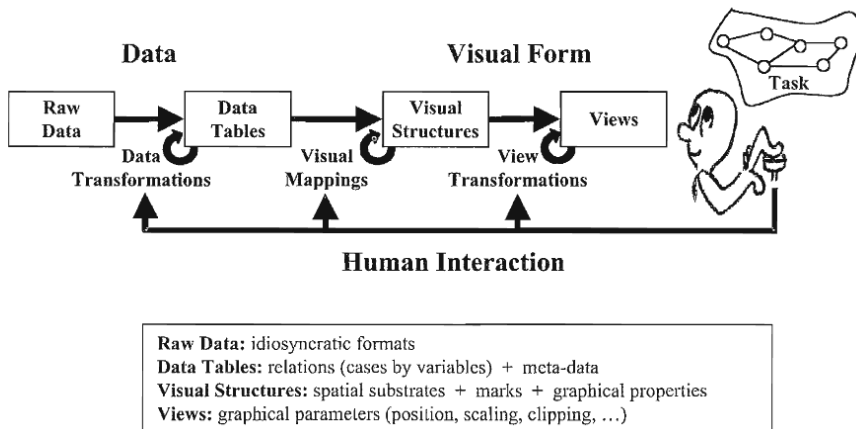 Data
Visual Form
Task
Raw
Data
Data
Tables
Visual
Structures
Views
Data
Transformations
Visual
Mappings
View
Transformations
Human Interaction
Raw Data: idiosyncratic formats
Data Tables: relations (cases by variables) + meta-data
Visual Structures: spatial substrates + marks + graphical properties
Views: graphical parameters (position, scaling, clipping, ...)